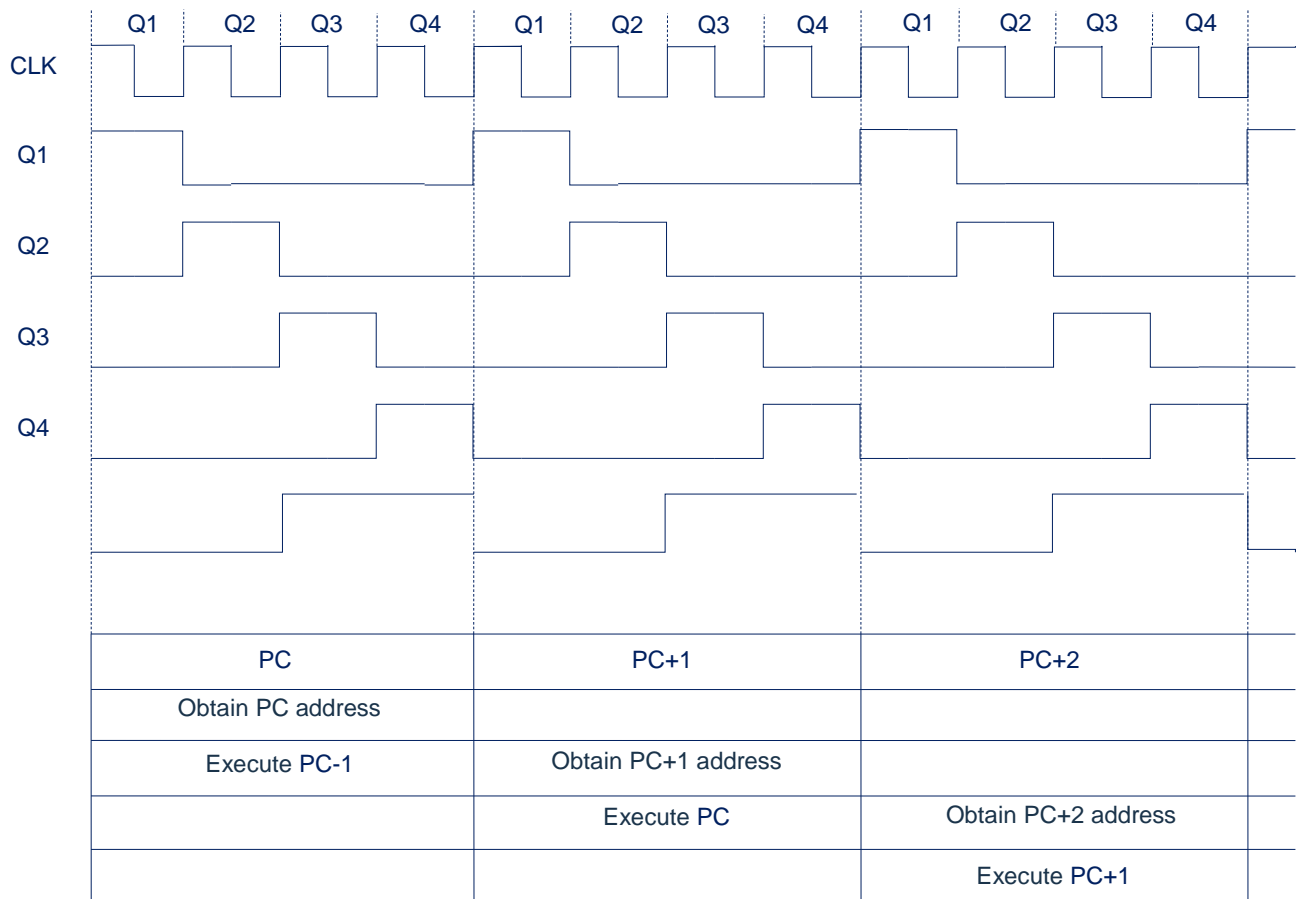 Q1 Q2 Q3 Q4 Q1 Q2 Q3 Q4 Q1 Q2 Q3 Q4
CLK
Q1
Q2
Q3
Q4
PC PC+1 PC+2
Obtain PC address
Execute PC-1 Obtain PC+1 address
Execute PC Obtain PC+2 address
Execute PC+1